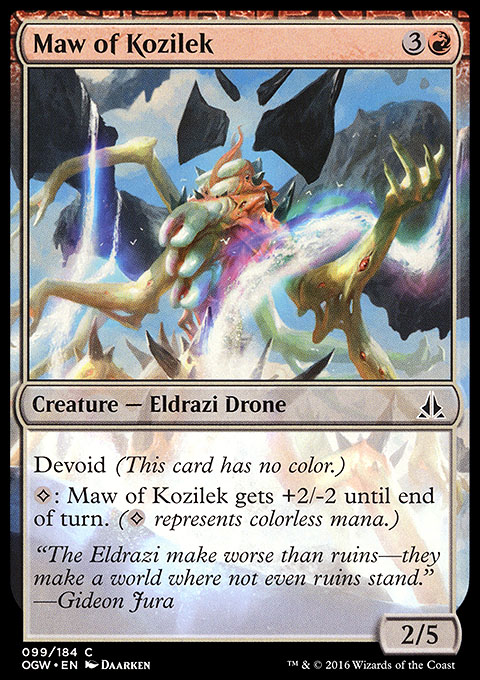 Maw of Kozilek 3
Creature — Eldrazi Drone
Devoid (This card has no color.)
: Maw of Kozilek gets +2/-2 until end
of turn. ( represents colorless mana.)
“The Eldrazi make worse than ruins—they
make a world where not even ruins stand.”
—Gideon Jura
2/5
099/184 C
OGW • EN Daarken
™ & © 2016 Wizards of the Coast